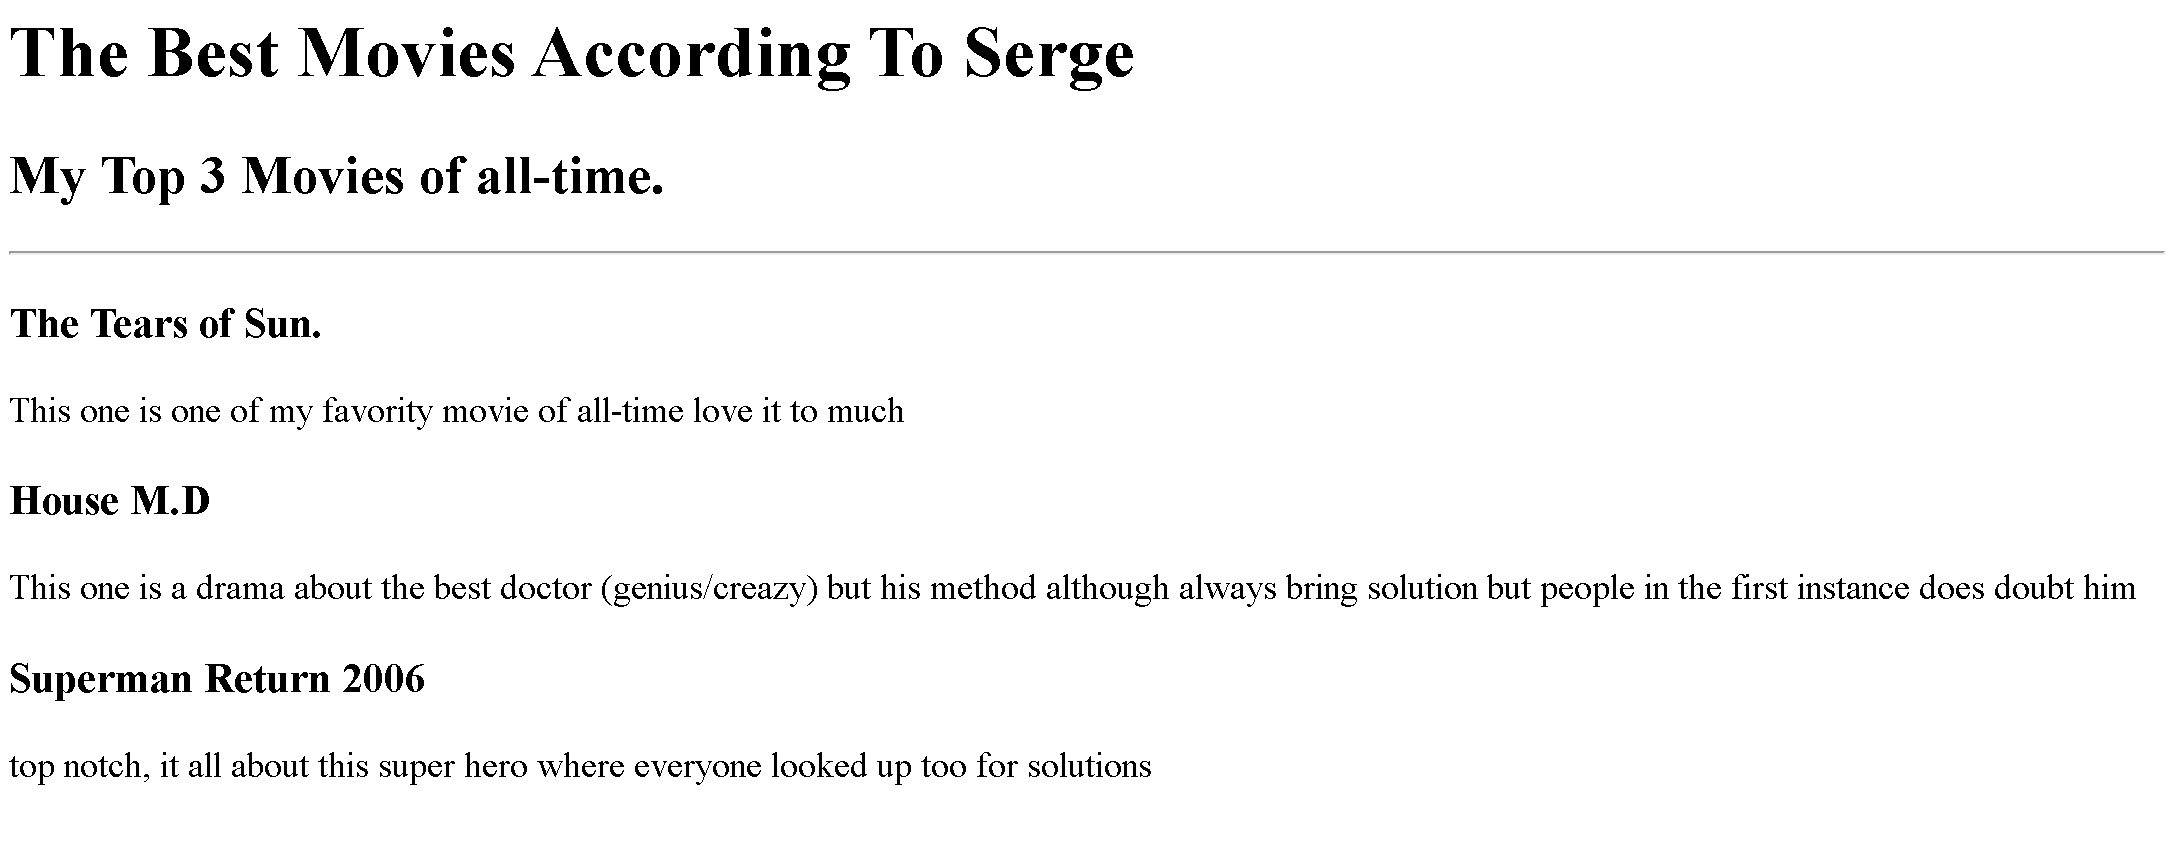 The Best Movies According To Serge
My Top 3 Movies of all-time.
The Tears of Sun.
This one is one of my favority movie of all-time love it to much
House M.D
This one is a drama about the best doctor (genius/creazy) but his method although always bring solution but people in the first instance does doubt him
Superman Return 2006
top notch, it all about this super hero where everyone looked up too for solutions